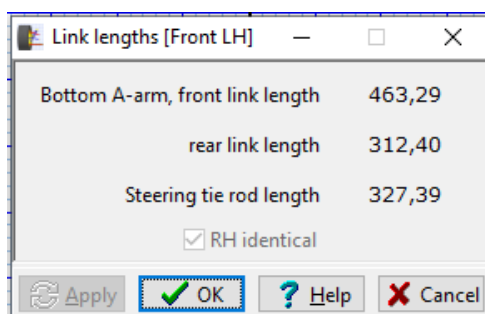 Link lengths [Front LH]
Bottom A-arm, front link length 463,29
rear link length 312,40
Steering tie rod length 327,39
RH identical
Apply OK Help Cancel